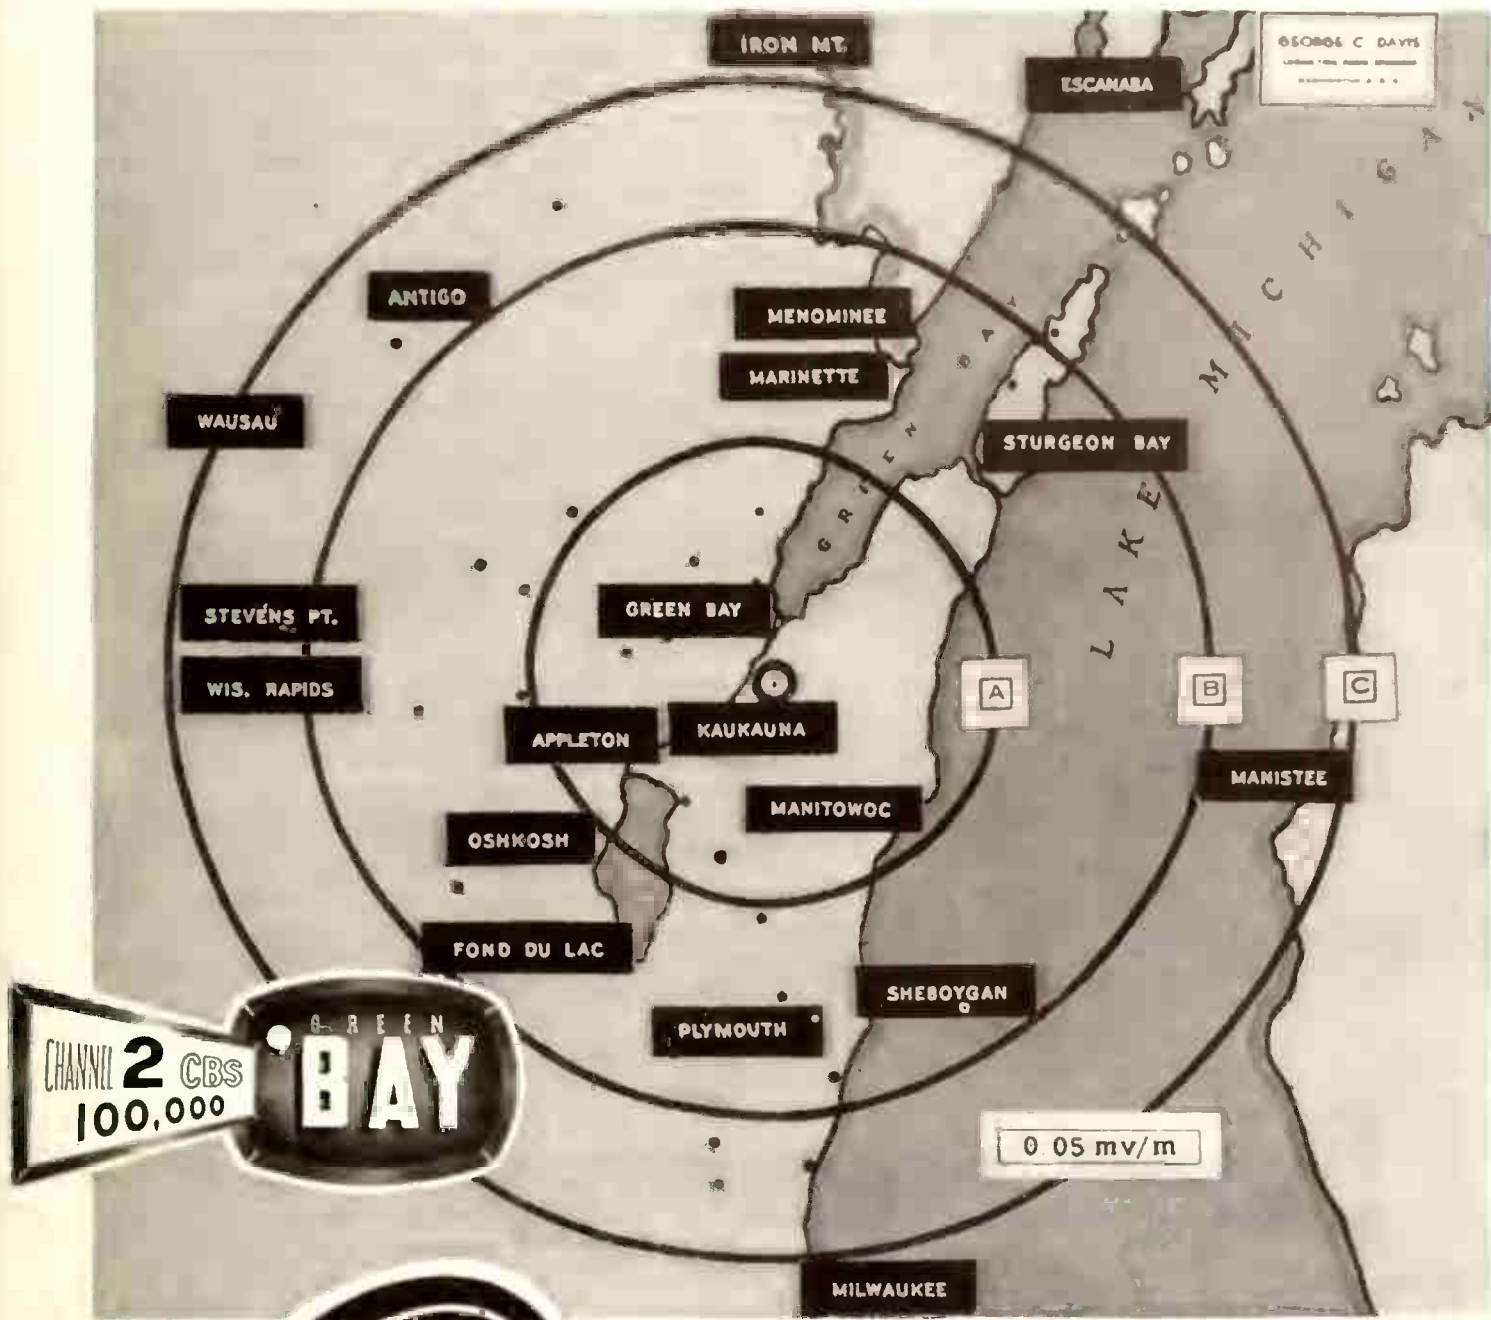 IRON MT.
ESCANABA
GEORGE C. DAVIS
ANTIGO
MENOMINEE
MARINETTE
WAUSAU
STURGEON BAY
GREEN BAY
LAKE MICHIGAN
STEVENS PT.
GREEN BAY
WIS. RAPIDS
A
B
C
APPLETON
KAUKAUNA
MANISTEE
MANITOWOC
OSHKOSH
FOND DU LAC
SHEBOYGAN
PLYMOUTH
GREEN
BAY
CHANNEL 2 CBS
100,000
0.05 mv/m
MILWAUKEE